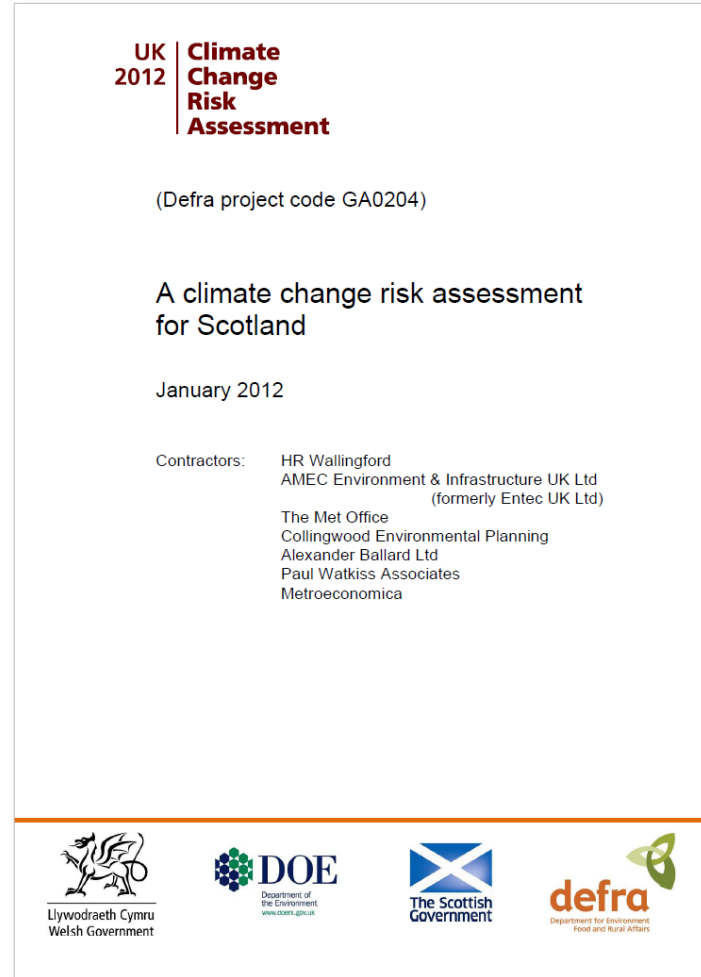 UK Climate
2012 Change
Risk
Assessment
(Defra project code GA0204)
A climate change risk assessment
for Scotland
January 2012
Contractors: HR Wallingford
AMEC Environment & Infrastructure UK Ltd
(formerly Entec UK Ltd)
The Met Office
Collingwood Environmental Planning
Alexander Ballard Ltd
Paul Watkiss Associates
Metroeconomica
Llywodraeth Cymru
Welsh Government
DOE
Department of
the Environment
www.doeni.gov.uk
The Scottish
Government
defra
Department for Environment
Food and Rural Affairs